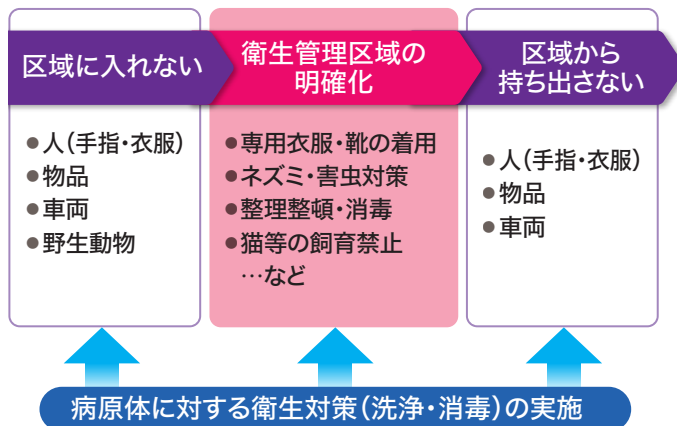 区域に入れない
衛生管理区域の
明確化
区域から
持ち出さない
●人（手指・衣服）
●物品
●車両
●野生動物
●専用衣服・靴の着用
●ネズミ・害虫対策
●整理整頓・消毒
●猫等の飼育禁止
…など
●人（手指・衣服）
●物品
●車両
病原体に対する衛生対策（洗浄・消毒）の実施